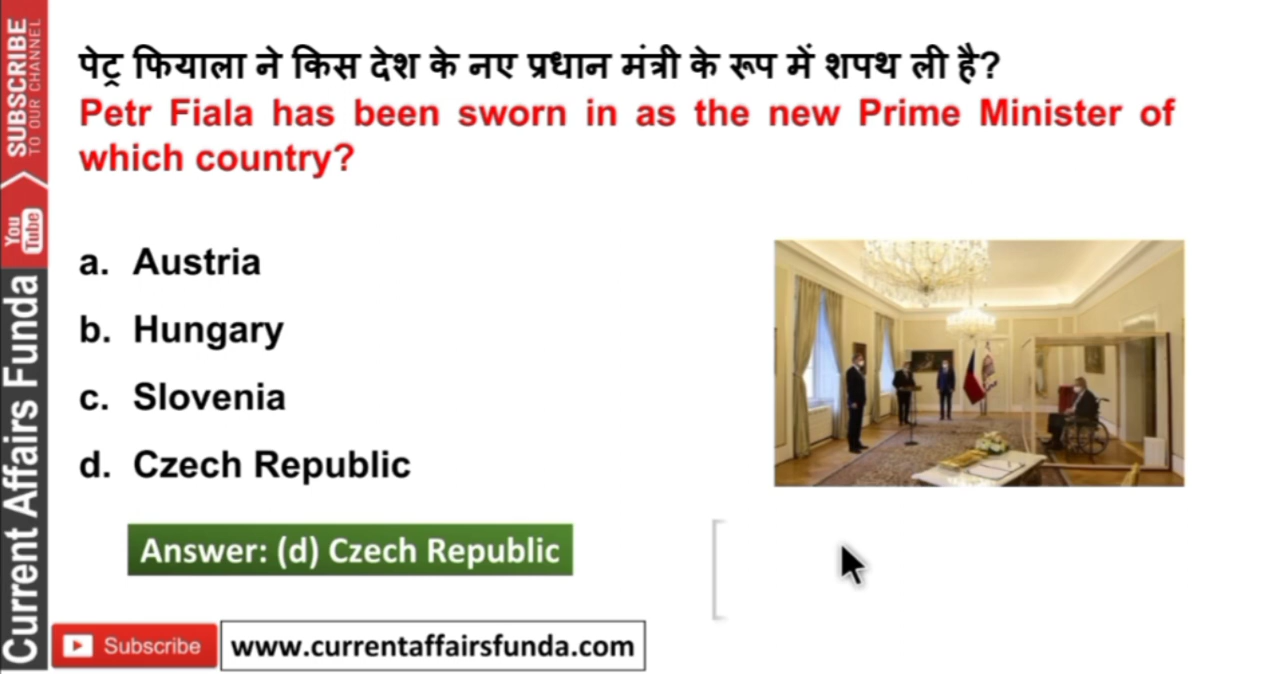 SUBSCRIBE
TO OUR CHANNEL
You Tube
Current Affairs Funda
पेट्र फियाला ने किस देश के नए प्रधान मंत्री के रूप में शपथ ली है?
Petr Fiala has been sworn in as the new Prime Minister of
which country?
a. Austria
b. Hungary
c. Slovenia
d. Czech Republic
Answer: (d) Czech Republic
Subscribe
www.currentaffairsfunda.com